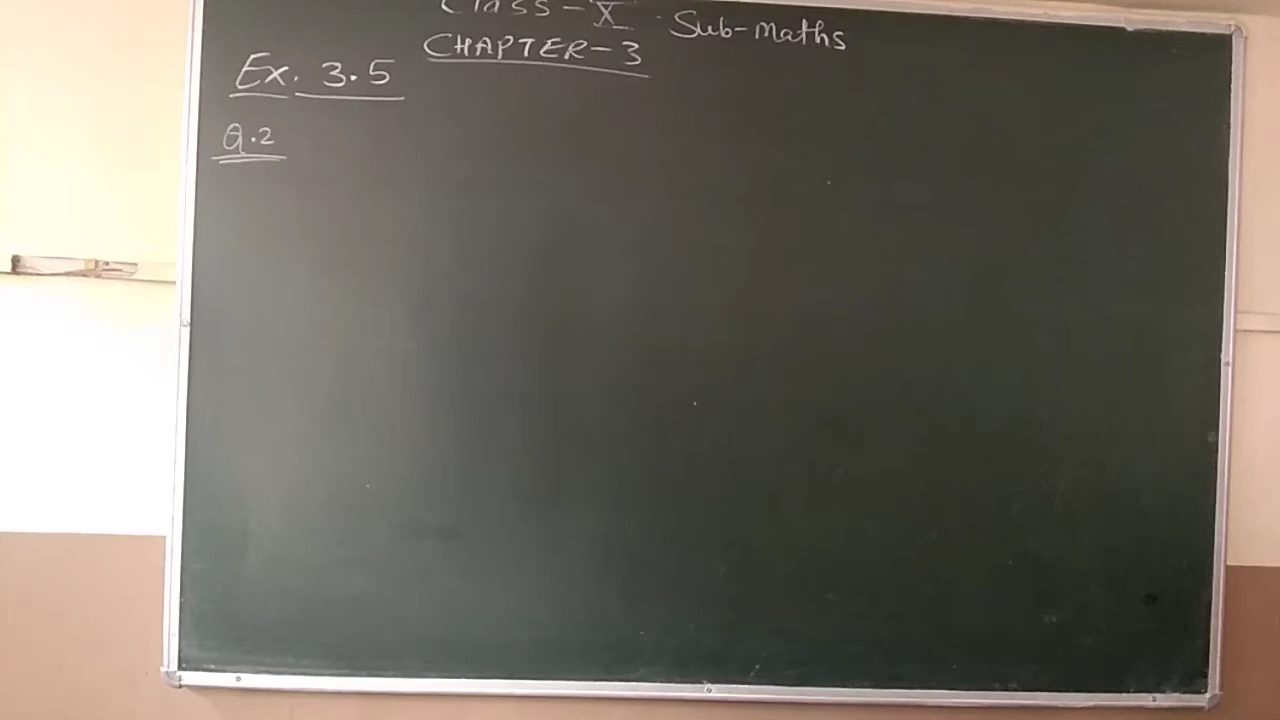 Class - X Sub - Maths
CHAPTER - 3
Ex. 3.5
Q.2